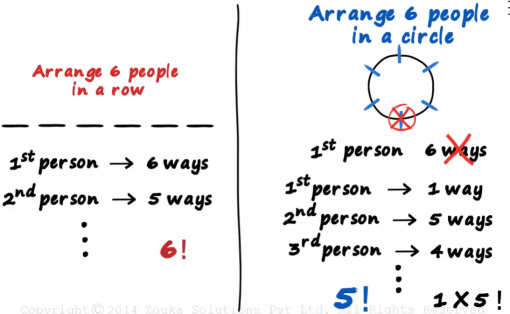 Arrange 6 people
in a row
1st person → 6 ways
2nd person → 5 ways
6!
Arrange 6 people
in a circle
1st person 6 ways
1st person → 1 way
2nd person → 5 ways
3rd person → 4 ways
5!
1 X 5!
Copyright © 2014 Zouka Solutions Pvt Ltd. All Rights Reserved